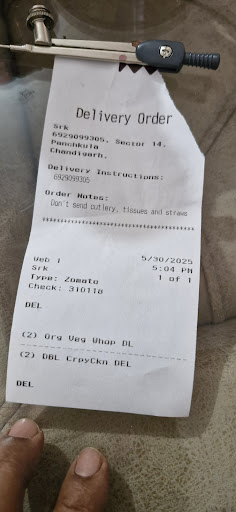 Delivery Order
Srk
6929099305, Sector 14,
Panchkula
Chandigarh,
Delivery Instructions:
6929099305
Order Notes:
Don't send cutlery, tissues and straws
****************************************
Web 1 5/30/2025
Srk 5:04 PM
Type: Zomato 1 of 1
Check: 310118
DEL
(2) Org Veg Whop DL
----------------------------------------
(2) DBL CrpyCkn DEL
DEL